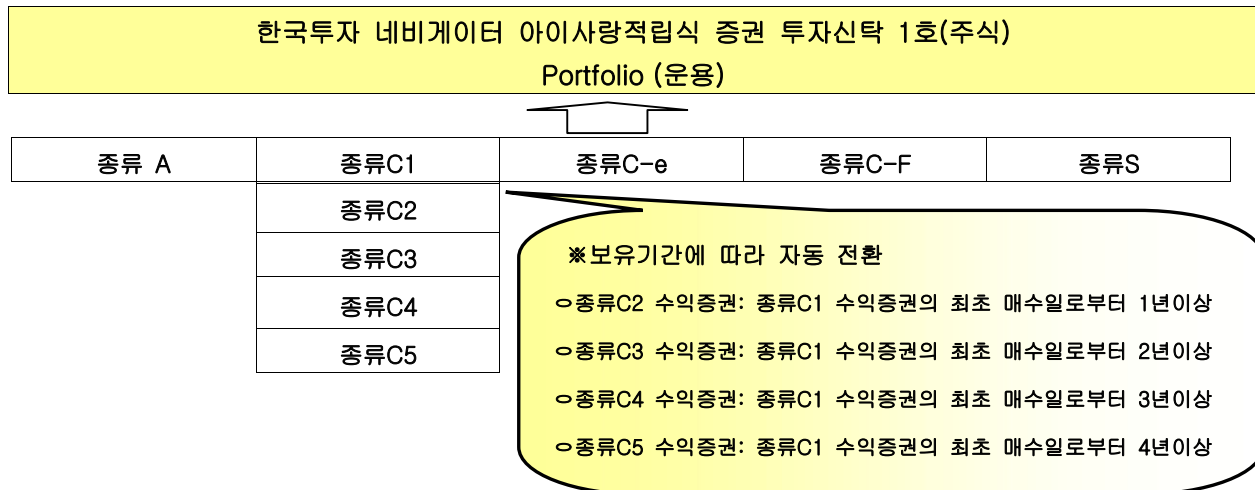 한국투자 네비게이터 아이사랑적립식 증권 투자신탁 1호(주식)
Portfolio (운용)
종류 A 종류C1 종류C-e 종류C-F 종류S
종류C2
종류C3
종류C4
종류C5
※보유기간에 따라 자동 전환
ㅇ종류C2 수익증권: 종류C1 수익증권의 최초 매수일로부터 1년이상
ㅇ종류C3 수익증권: 종류C1 수익증권의 최초 매수일로부터 2년이상
ㅇ종류C4 수익증권: 종류C1 수익증권의 최초 매수일로부터 3년이상
ㅇ종류C5 수익증권: 종류C1 수익증권의 최초 매수일로부터 4년이상